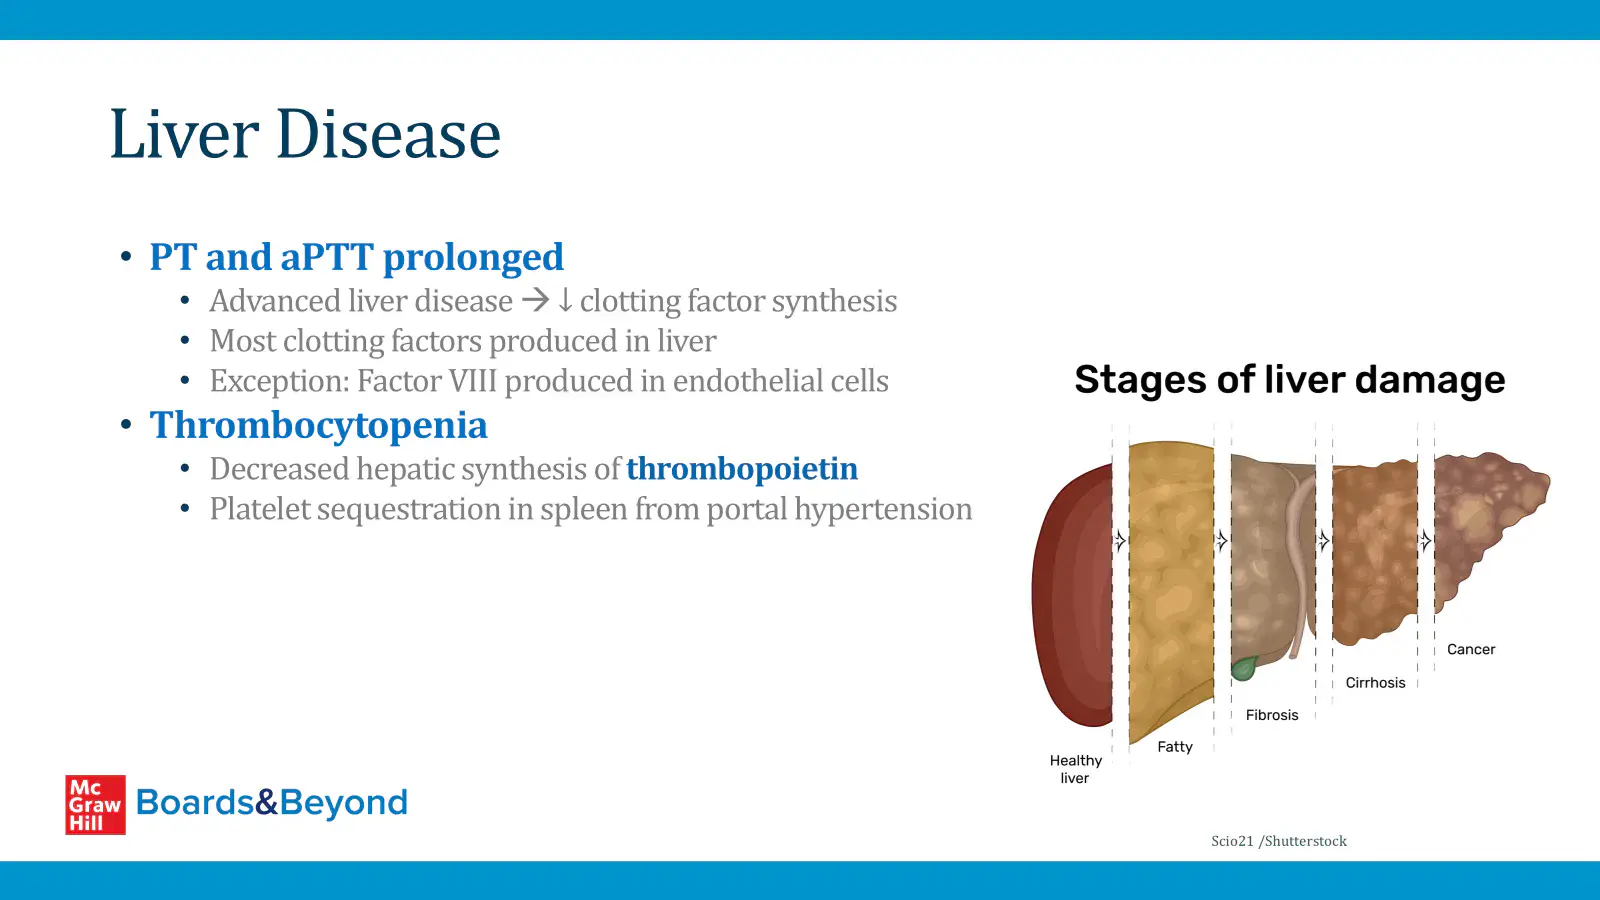 Liver Disease
• PT and aPTT prolonged
• Advanced liver disease → ↓ clotting factor synthesis
• Most clotting factors produced in liver
• Exception: Factor VIII produced in endothelial cells
• Thrombocytopenia
• Decreased hepatic synthesis of thrombopoietin
• Platelet sequestration in spleen from portal hypertension
Stages of liver damage
Healthy
liver
Fatty
Fibrosis
Cirrhosis
Cancer
Mc
Graw
Hill
Boards&Beyond
Scio21 /Shutterstock